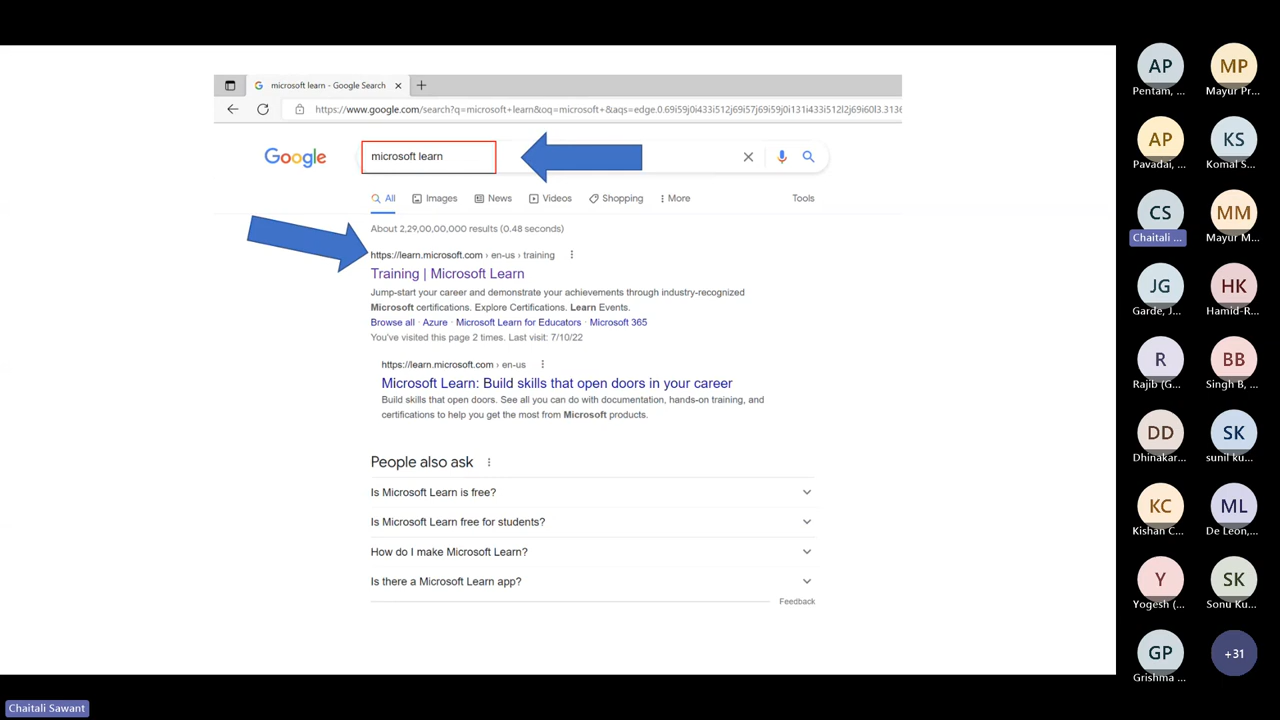 microsoft learn - Google Search
https://www.google.com/search?q=microsoft+learn&oq=microsoft+&aqs=edge.0.69i59j0i433i512j69i57j69i59j0i131i433i512l2j69i60l3.3136
Google
microsoft learn
All Images News Videos Shopping More Tools
About 2,29,00,00,000 results (0.48 seconds)
https://learn.microsoft.com › en-us › training
Training | Microsoft Learn
Jump-start your career and demonstrate your achievements through industry-recognized
Microsoft certifications. Explore Certifications. Learn Events.
Browse all · Azure · Microsoft Learn for Educators · Microsoft 365
You've visited this page 2 times. Last visit: 7/10/22
https://learn.microsoft.com › en-us
Microsoft Learn: Build skills that open doors in your career
Build skills that open doors. See all you can do with documentation, hands-on training, and
certifications to help you get the most from Microsoft products.
People also ask
Is Microsoft Learn is free?
Is Microsoft Learn free for students?
How do I make Microsoft Learn?
Is there a Microsoft Learn app?
Feedback
AP MP
Pentam, ... Mayur Pr...
AP KS
Pavadai, ... Komal S...
CS MM
Chaitali ... Mayur M...
JG HK
Garde, J... Hamid-R...
R BB
Rajib (G... Singh B, ...
DD SK
Dhinakar... sunil ku...
KC ML
Kishan C... De Leon,...
Y SK
Yogesh (... Sonu Ku...
GP +31
Grishma ...
Chaitali Sawant